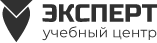 ЭКСПЕРТ
учебный центр